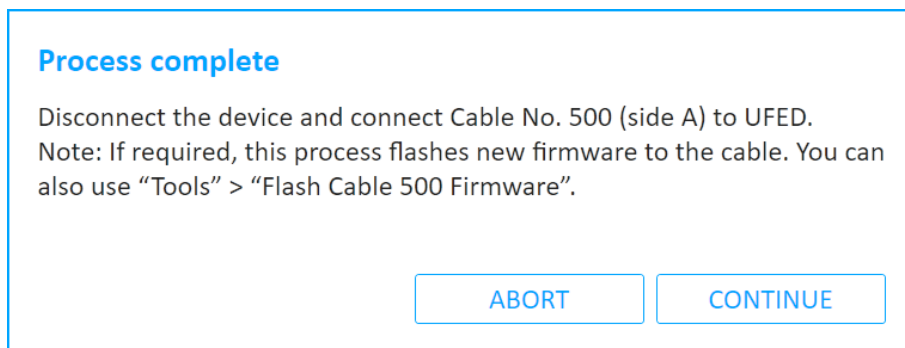 Process complete
Disconnect the device and connect Cable No. 500 (side A) to UFED.
Note: If required, this process flashes new firmware to the cable. You can
also use “Tools” > “Flash Cable 500 Firmware”.
ABORT
CONTINUE